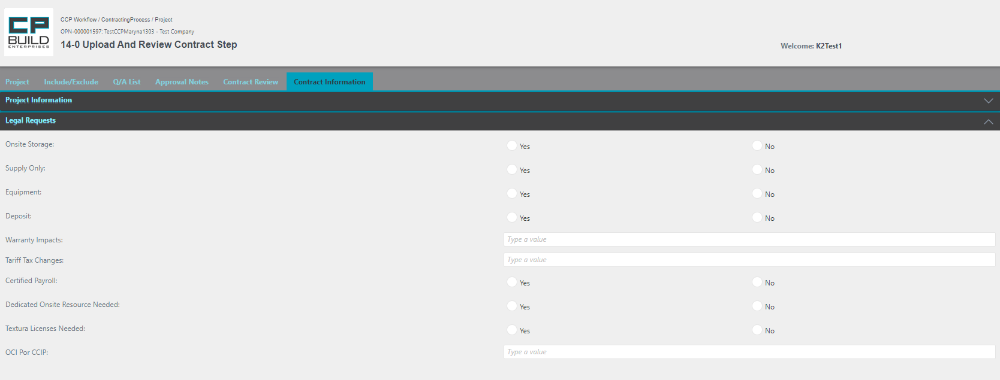 CP
BUILD
ENTERPRISES
CCP Workflow / ContractingProcess / Project
OPN-000001597: TestCCPMaryna1303 - Test Company
14-0 Upload And Review Contract Step
Welcome: K2Test1
Project Include/Exclude Q/A List Approval Notes Contract Review Contract Information
Project Information
Legal Requests
Onsite Storage: Yes No
Supply Only: Yes No
Equipment: Yes No
Deposit: Yes No
Warranty Impacts: Type a value
Tariff Tax Changes: Type a value
Certified Payroll: Yes No
Dedicated Onsite Resource Needed: Yes No
Textura Licenses Needed: Yes No
OCI Por CCIP: Type a value